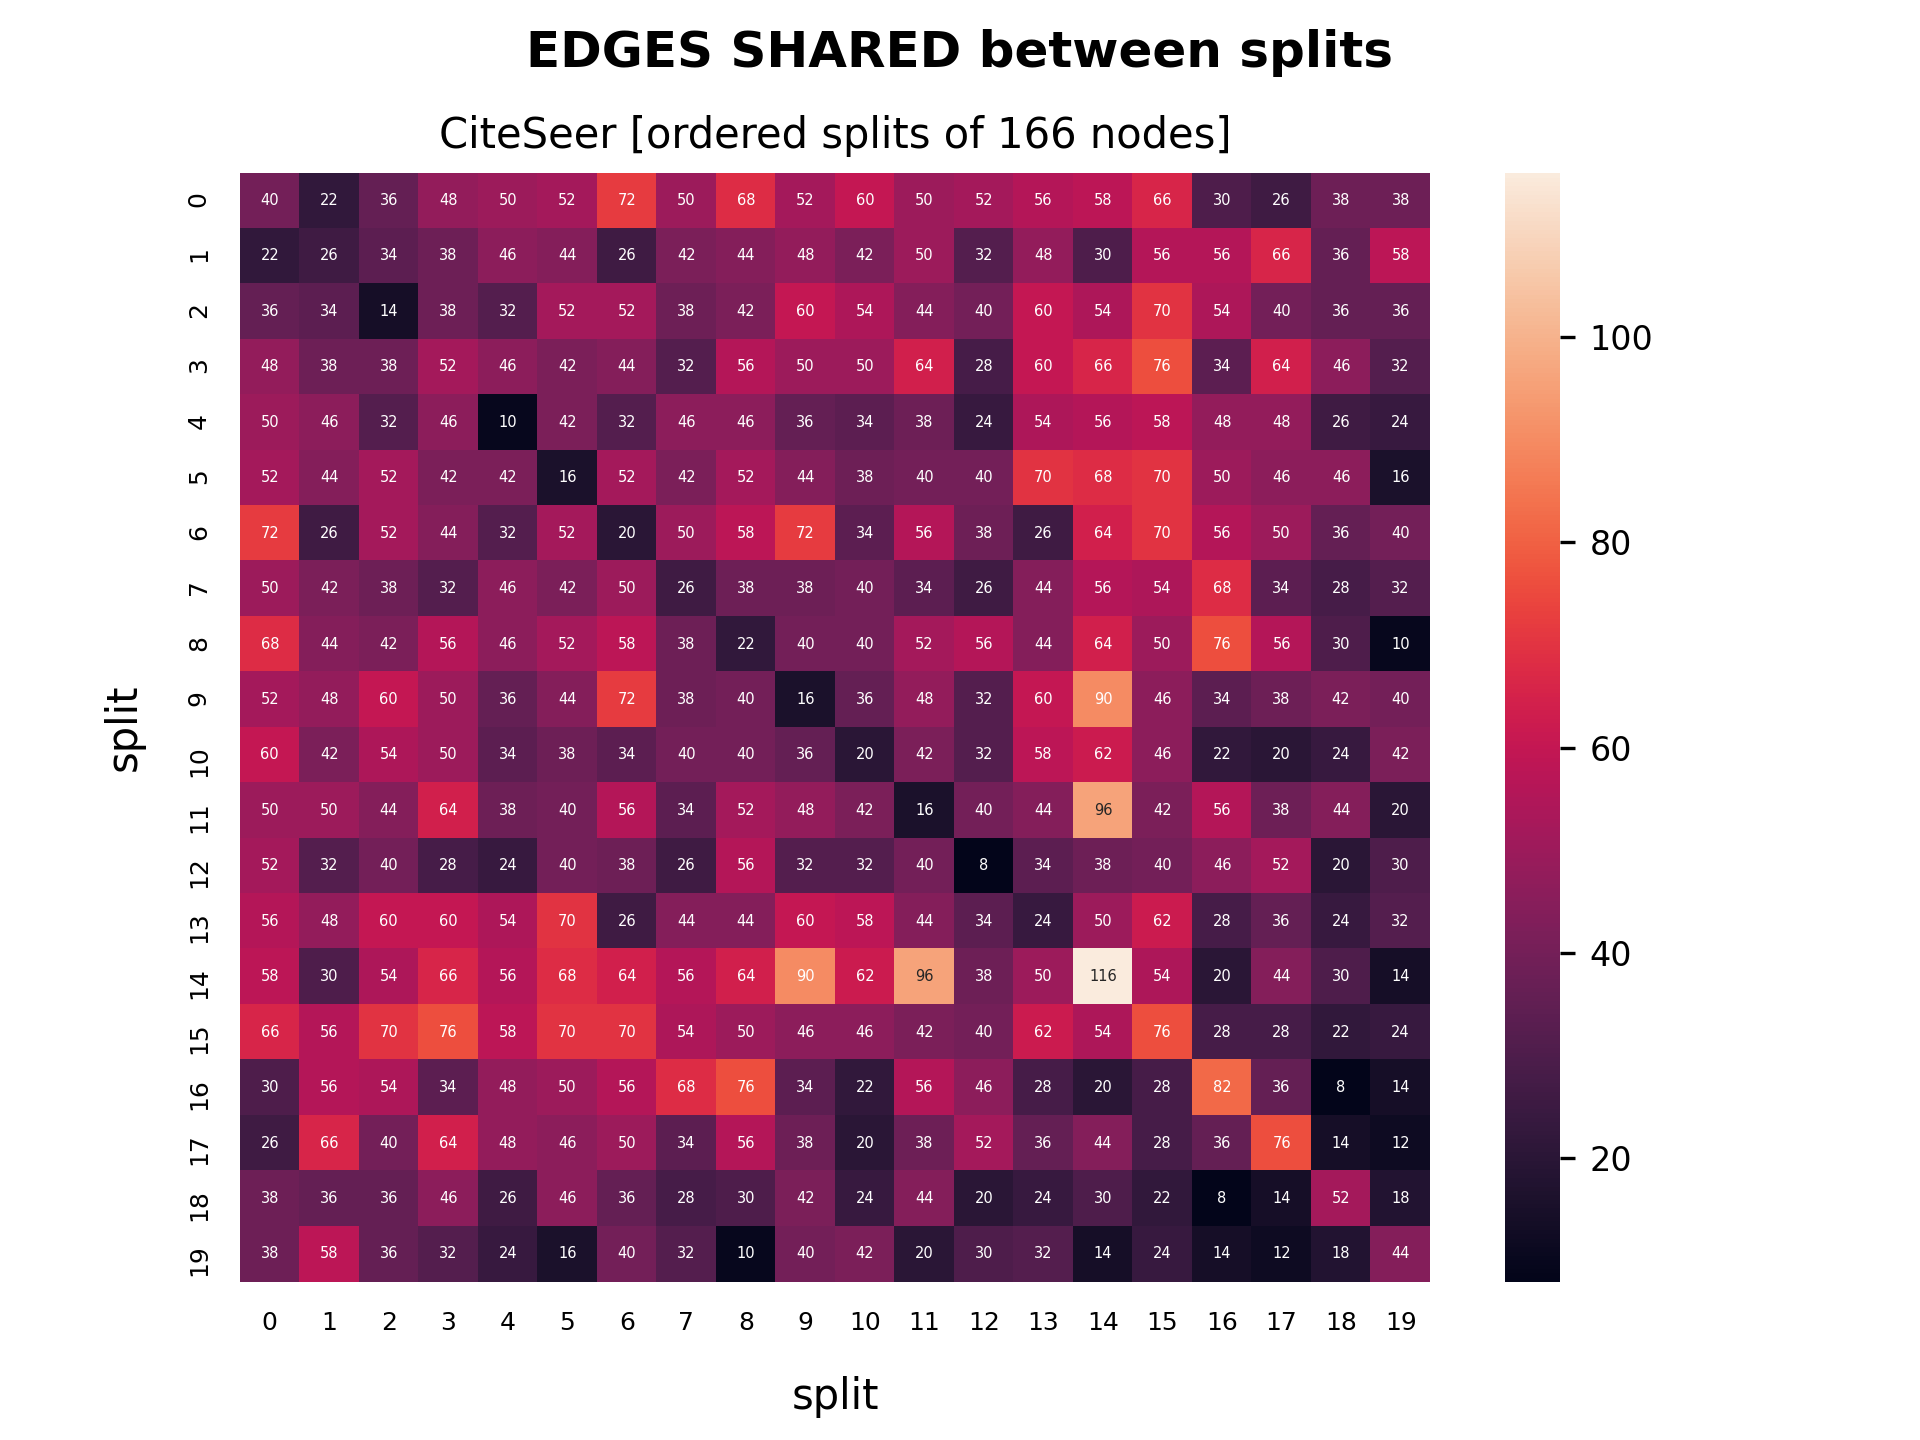 EDGES SHARED between splits
CiteSeer [ordered splits of 166 nodes]
0 40 22 36 48 50 52 72 50 68 52 60 50 52 56 58 66 30 26 38 38
1 22 26 34 38 46 44 26 42 44 48 42 50 32 48 30 56 56 66 36 58
2 36 34 14 38 32 52 52 38 42 60 54 44 40 60 54 70 54 40 36 36
3 48 38 38 52 46 42 44 32 56 50 50 64 28 60 66 76 34 64 46 32
4 50 46 32 46 10 42 32 46 46 36 34 38 24 54 56 58 48 48 26 24
5 52 44 52 42 42 16 52 42 52 44 38 40 40 70 68 70 50 46 46 16
6 72 26 52 44 32 52 20 50 58 72 34 56 38 26 64 70 56 50 36 40
7 50 42 38 32 46 42 50 26 38 38 40 34 26 44 56 54 68 34 28 32
8 68 44 42 56 46 52 58 38 22 40 40 52 56 44 64 50 76 56 30 10
9 52 48 60 50 36 44 72 38 40 16 36 48 32 60 90 46 34 38 42 40
10 60 42 54 50 34 38 34 40 40 36 20 42 32 58 62 46 22 20 24 42
11 50 50 44 64 38 40 56 34 52 48 42 16 40 44 96 42 56 38 44 20
12 52 32 40 28 24 40 38 26 56 32 32 40 8 34 38 40 46 52 20 30
13 56 48 60 60 54 70 26 44 44 60 58 44 34 24 50 62 28 36 24 32
14 58 30 54 66 56 68 64 56 64 90 62 96 38 50 116 54 20 44 30 14
15 66 56 70 76 58 70 70 54 50 46 46 42 40 62 54 76 28 28 22 24
16 30 56 54 34 48 50 56 68 76 34 22 56 46 28 20 28 82 36 8 14
17 26 66 40 64 48 46 50 34 56 38 20 38 52 36 44 28 36 76 14 12
18 38 36 36 46 26 46 36 28 30 42 24 44 20 24 30 22 8 14 52 18
19 38 58 36 32 24 16 40 32 10 40 42 20 30 32 14 24 14 12 18 44
0 1 2 3 4 5 6 7 8 9 10 11 12 13 14 15 16 17 18 19
split
split
100
80
60
40
20